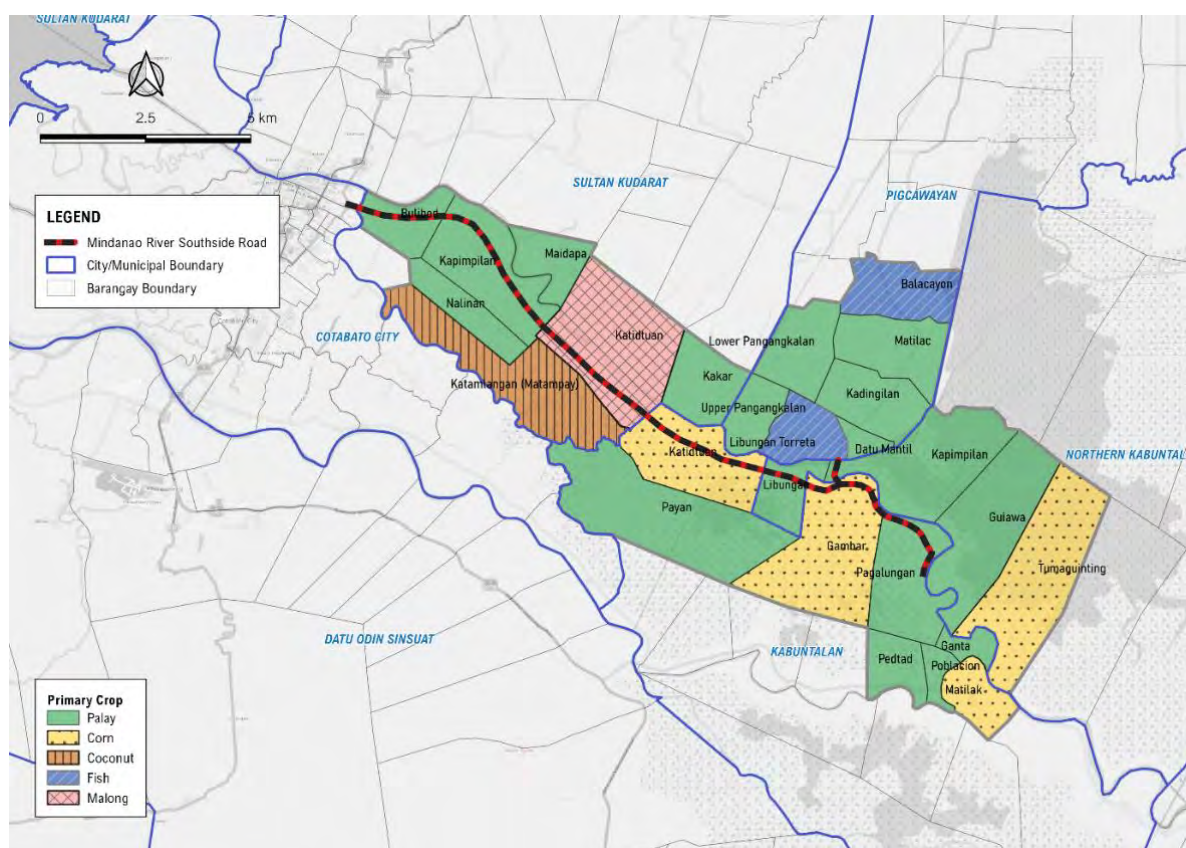 SULTAN KUDARAT
0 2.5 5 km
SULTAN KUDARAT
PIGCAWAYAN
LEGEND
Mindanao River Southside Road
City/Municipal Boundary
Barangay Boundary
Kapimpilan
Maidapa
Balacayon
Nalinan
COTABATO CITY
Katidtuan
Lower Pangangkalan
Matilac
Katamlangan (Matampay)
Kakar
Kadingilan
Upper Pangangkalan
Libungan Torreta
Datu Mantil
Kapimpilan
NORTHERN KABUNTAL
Katidtuan
Libungan
Payan
Guiawa
Gambar
Pagalungan
Tumaguinting
DATU ODIN SINSUAT
KABUNTALAN
Ganta
Pedtad
Poblacion
Matilak
Primary Crop
Palay
Corn
Coconut
Fish
Malong